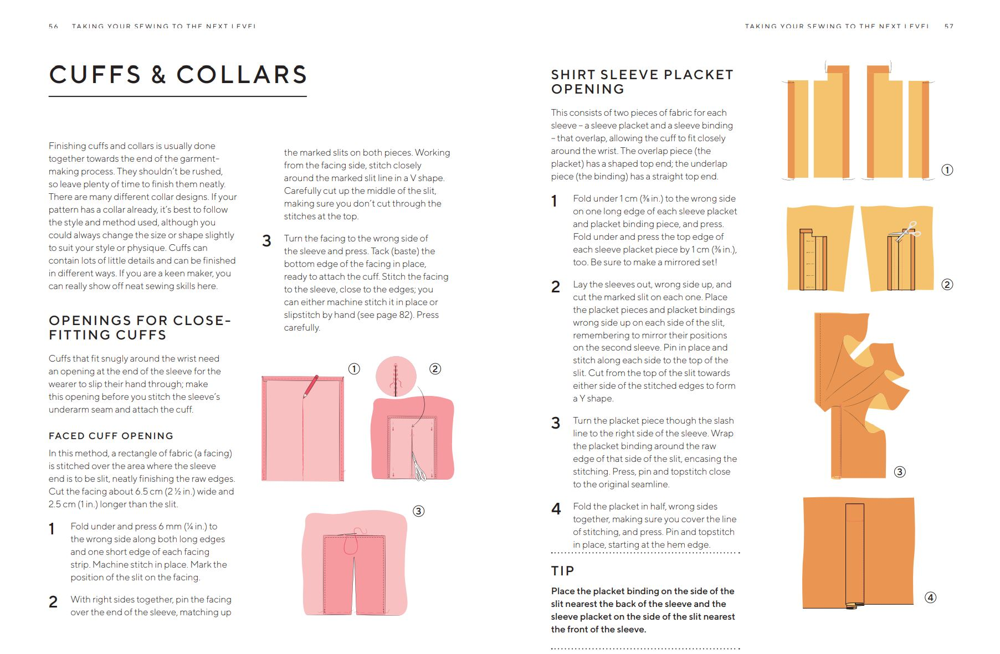 56 TAKING YOUR SEWING TO THE NEXT LEVEL
CUFFS & COLLARS
Finishing cuffs and collars is usually done
together towards the end of the garment-
making process. They shouldn't be rushed,
so leave plenty of time to finish them neatly.
There are many different collar designs. If your
pattern has a collar already, it's best to follow
the style and method used, although you
could always change the size or shape slightly
to suit your style or physique. Cuffs can
contain lots of little details and can be finished
in different ways. If you are a keen maker, you
can really show off neat sewing skills here.
OPENINGS FOR CLOSE-
FITTING CUFFS
Cuffs that fit snugly around the wrist need
an opening at the end of the sleeve for the
wearer to slip their hand through; make
this opening before you stitch the sleeve's
underarm seam and attach the cuff.
FACED CUFF OPENING
In this method, a rectangle of fabric (a facing)
is stitched over the area where the sleeve
end is to be slit, neatly finishing the raw edges.
Cut the facing about 6.5 cm (2 ½ in.) wide and
2.5 cm (1 in.) longer than the slit.
1 Fold under and press 6 mm (¼ in.) to
the wrong side along both long edges
and one short edge of each facing
strip. Machine stitch in place. Mark the
position of the slit on the facing.
2 With right sides together, pin the facing
over the end of the sleeve, matching up
the marked slits on both pieces. Working
from the facing side, stitch closely
around the marked slit line in a V shape.
Carefully cut up the middle of the slit,
making sure you don't cut through the
stitches at the top.
3 Turn the facing to the wrong side of
the sleeve and press. Tack (baste) the
bottom edge of the facing in place,
ready to attach the cuff. Stitch the facing
to the sleeve, close to the edges; you
can either machine stitch it in place or
slipstitch by hand (see page 82). Press
carefully.
1
2
3
TAKING YOUR SEWING TO THE NEXT LEVEL 57
SHIRT SLEEVE PLACKET
OPENING
This consists of two pieces of fabric for each
sleeve – a sleeve placket and a sleeve binding
– that overlap, allowing the cuff to fit closely
around the wrist. The overlap piece (the
placket) has a shaped top end; the underlap
piece (the binding) has a straight top end.
1 Fold under 1 cm (⅜ in.) to the wrong side
on one long edge of each sleeve placket
and placket binding piece, and press.
Fold under and press the top edge of
each sleeve placket piece by 1 cm (⅜ in.),
too. Be sure to make a mirrored set!
2 Lay the sleeves out, wrong side up, and
cut the marked slit on each one. Place
the placket pieces and placket bindings
wrong side up on each side of the slit,
remembering to mirror their positions
on the second sleeve. Pin in place and
stitch along each side to the top of the
slit. Cut from the top of the slit towards
either side of the stitched edges to form
a Y shape.
3 Turn the placket piece though the slash
line to the right side of the sleeve. Wrap
the placket binding around the raw
edge of that side of the slit, encasing the
stitching. Press, pin and topstitch close
to the original seamline.
4 Fold the placket in half, wrong sides
together, making sure you cover the line
of stitching, and press. Pin and topstitch
in place, starting at the hem edge.
TIP
Place the placket binding on the side of the
slit nearest the back of the sleeve and the
sleeve placket on the side of the slit nearest
the front of the sleeve.
1
2
3
4